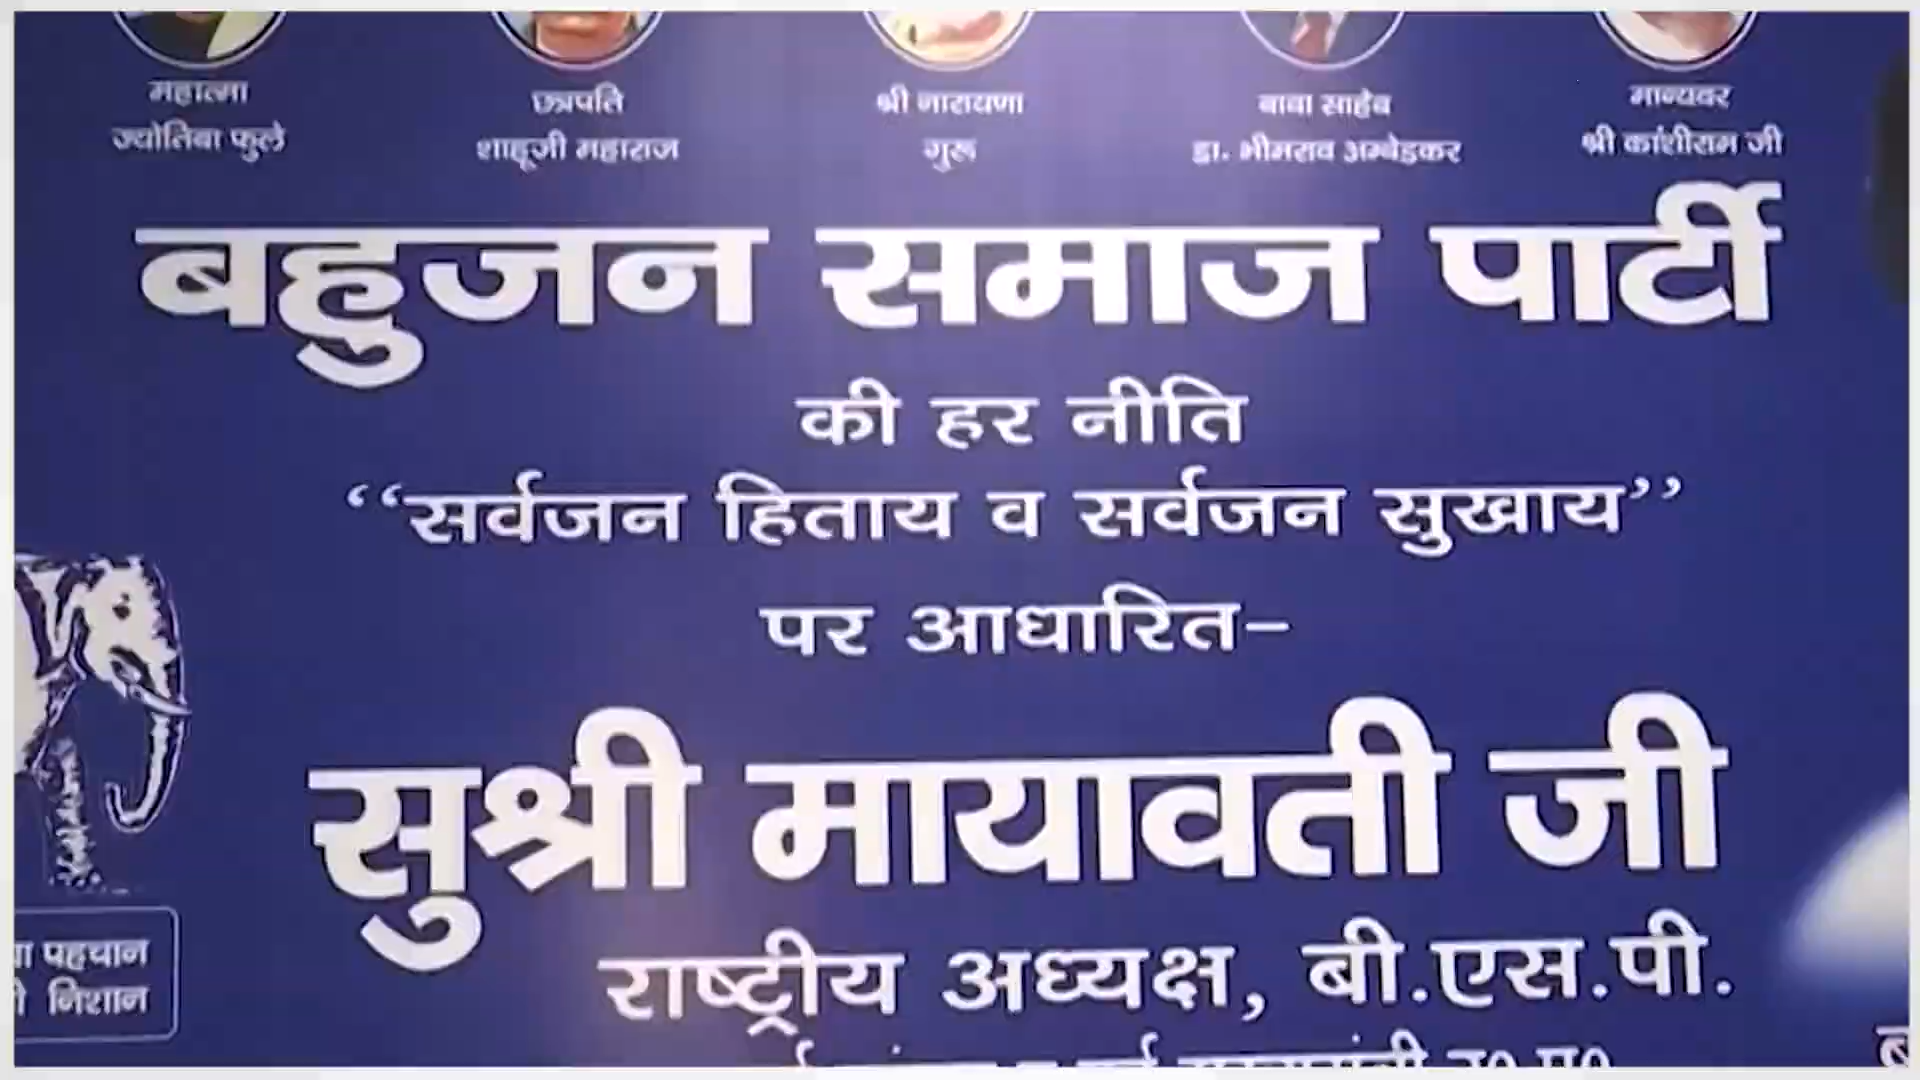 महात्मा
ज्योतिबा फुले
छत्रपति
शाहूजी महाराज
श्री नारायणा
गुरू
बाबा साहेब
डा. भीमराव अम्बेडकर
मान्यवर
श्री कांशीराम जी
बहुजन समाज पार्टी
की हर नीति
‘‘सर्वजन हिताय व सर्वजन सुखाय’’
पर आधारित–
सुश्री मायावती जी
राष्ट्रीय अध्यक्ष, बी.एस.पी.
पहचान
निशान